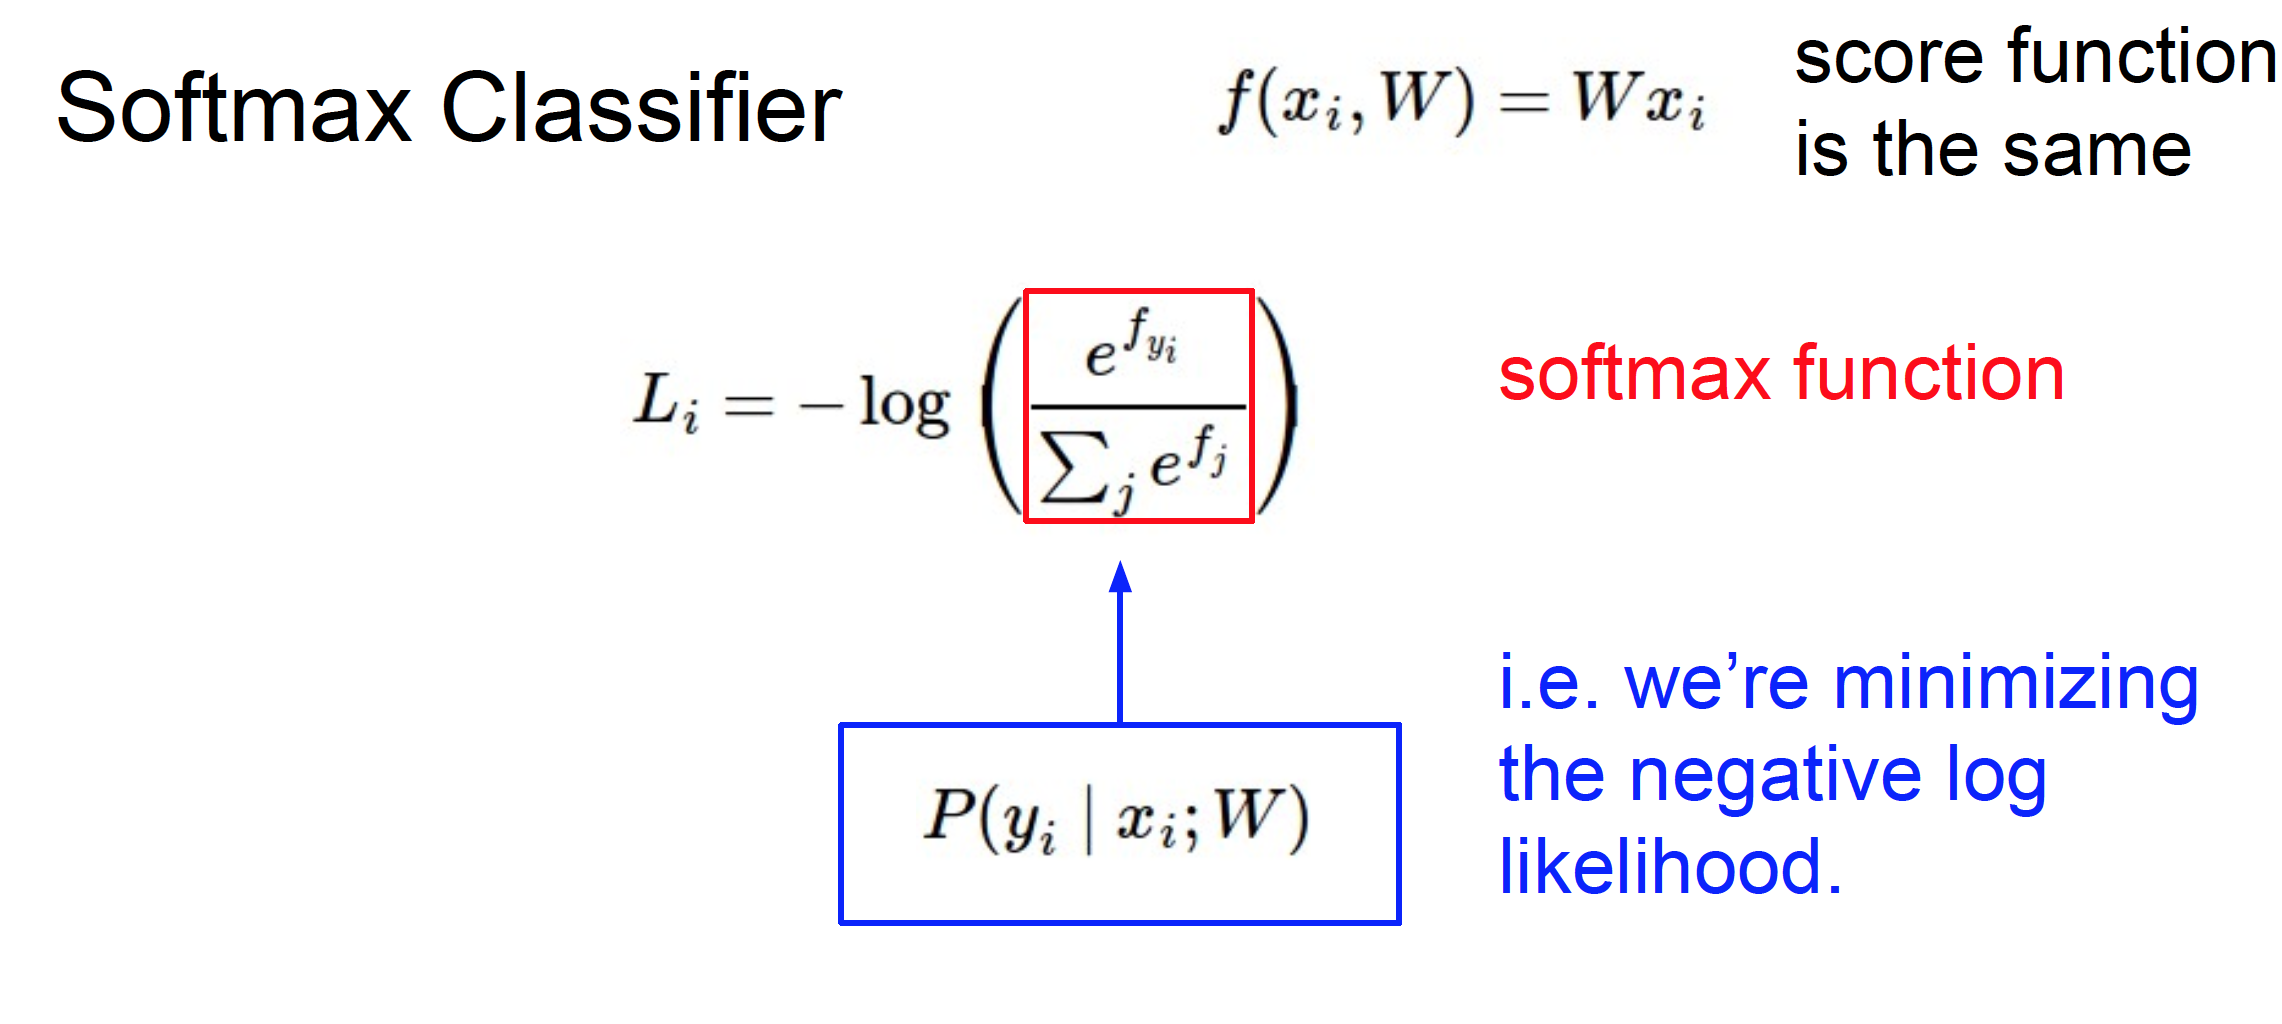 Softmax Classifier
f(x_i, W) = Wx_i
score function
is the same
L_i = − log ( e^{f_{y_i}} / ∑_j e^{f_j} )
softmax function
P(y_i | x_i; W)
i.e. we’re minimizing
the negative log
likelihood.